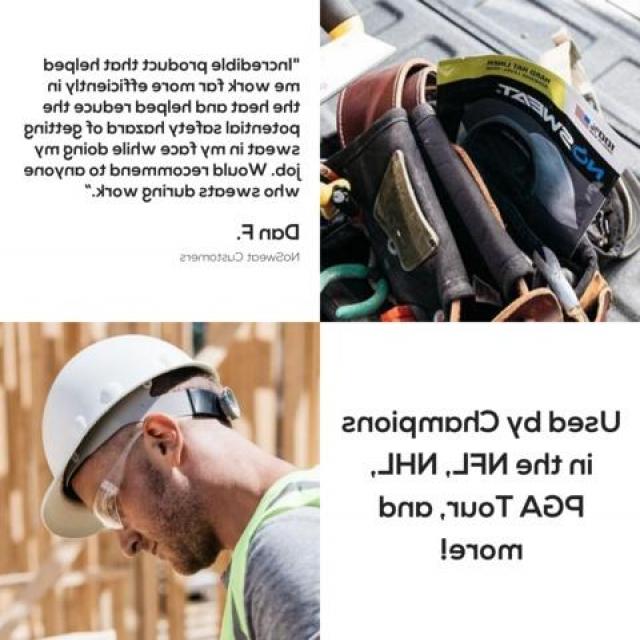 "Incredible product that helped
me work far more efficiently in
the heat and helped reduce the
potential safety hazard of getting
sweat in my face while doing my
job. Would recommend to anyone
who sweats during work."
Dan F.
NoSweat Customers
HARD HAT LINER
NOSWEAT
Used by Champions
in the NFL, NHL,
PGA Tour, and
more!